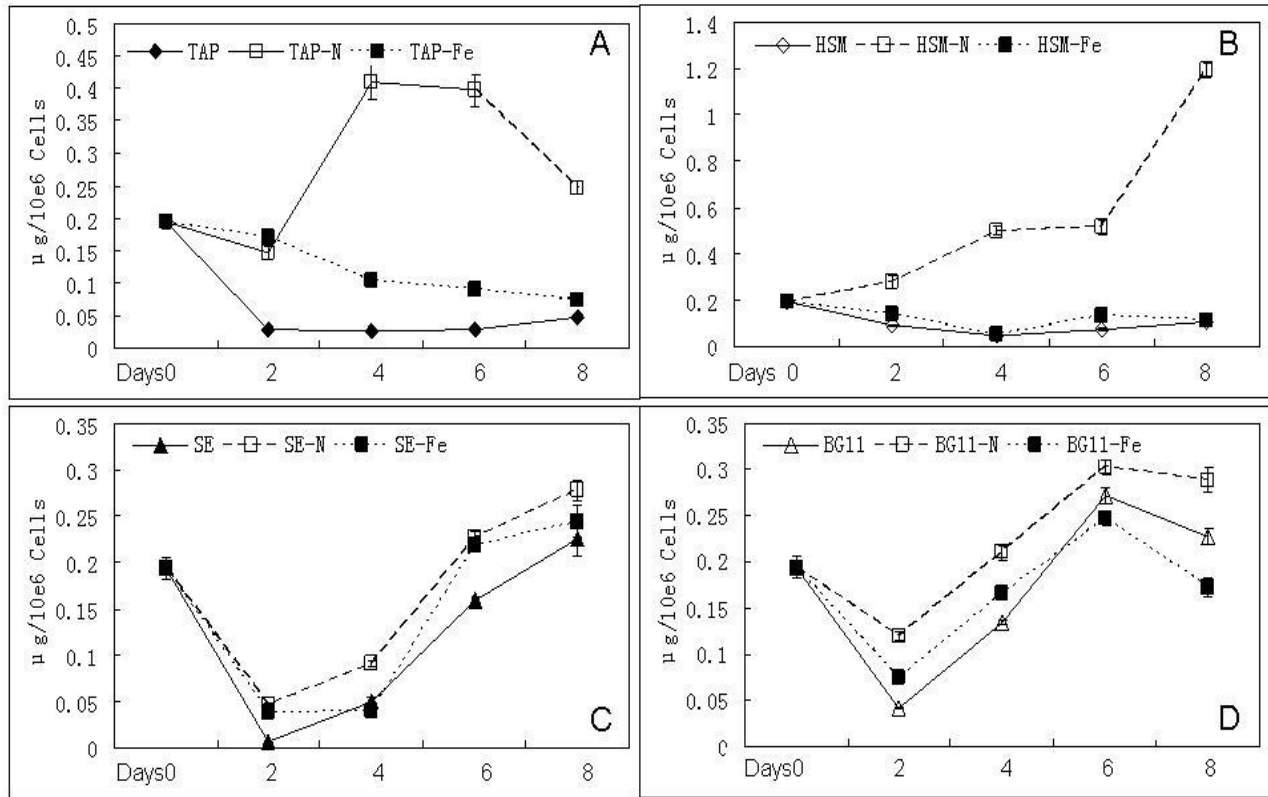 0.5
0.45
0.4
0.35
0.3
0.25
0.2
0.15
0.1
0.05
0
μg/10e6 Cells
TAP TAP-N TAP-Fe
A
Days0 2 4 6 8
1.4
1.2
1
0.8
0.6
0.4
0.2
0
μg/10e6 Cells
HSM HSM-N HSM-Fe
B
Days 0 2 4 6 8
0.35
0.3
0.25
0.2
0.15
0.1
0.05
0
μg/10e6 Cells
SE SE-N SE-Fe
C
Days0 2 4 6 8
0.35
0.3
0.25
0.2
0.15
0.1
0.05
0
μg/10e6 Cells
BG11 BG11-N BG11-Fe
D
Days0 2 4 6 8